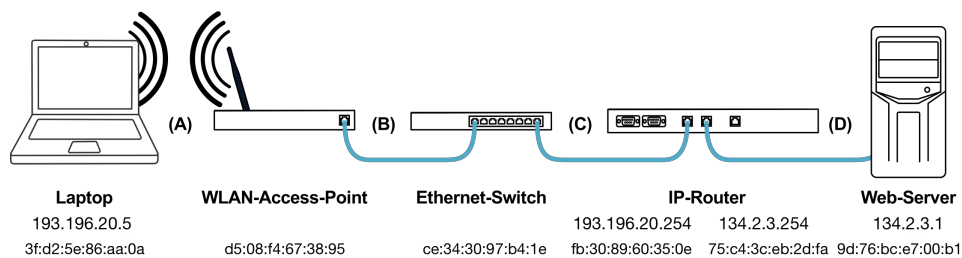 (A) (B) (C) (D)
Laptop WLAN-Access-Point Ethernet-Switch IP-Router Web-Server
193.196.20.5 193.196.20.254 134.2.3.254 134.2.3.1
3f:d2:5e:86:aa:0a d5:08:f4:67:38:95 ce:34:30:97:b4:1e fb:30:89:60:35:0e 75:c4:3c:eb:2d:fa 9d:76:bc:e7:00:b1